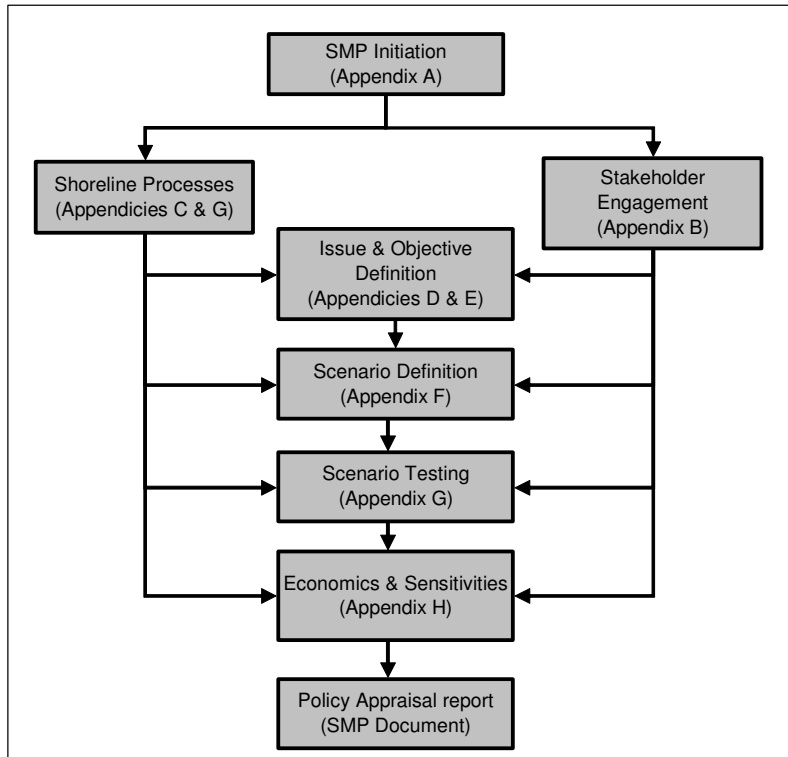 SMP Initiation
(Appendix A)
Shoreline Processes
(Appendicies C & G)
Stakeholder
Engagement
(Appendix B)
Issue & Objective
Definition
(Appendicies D & E)
Scenario Definition
(Appendix F)
Scenario Testing
(Appendix G)
Economics & Sensitivities
(Appendix H)
Policy Appraisal report
(SMP Document)